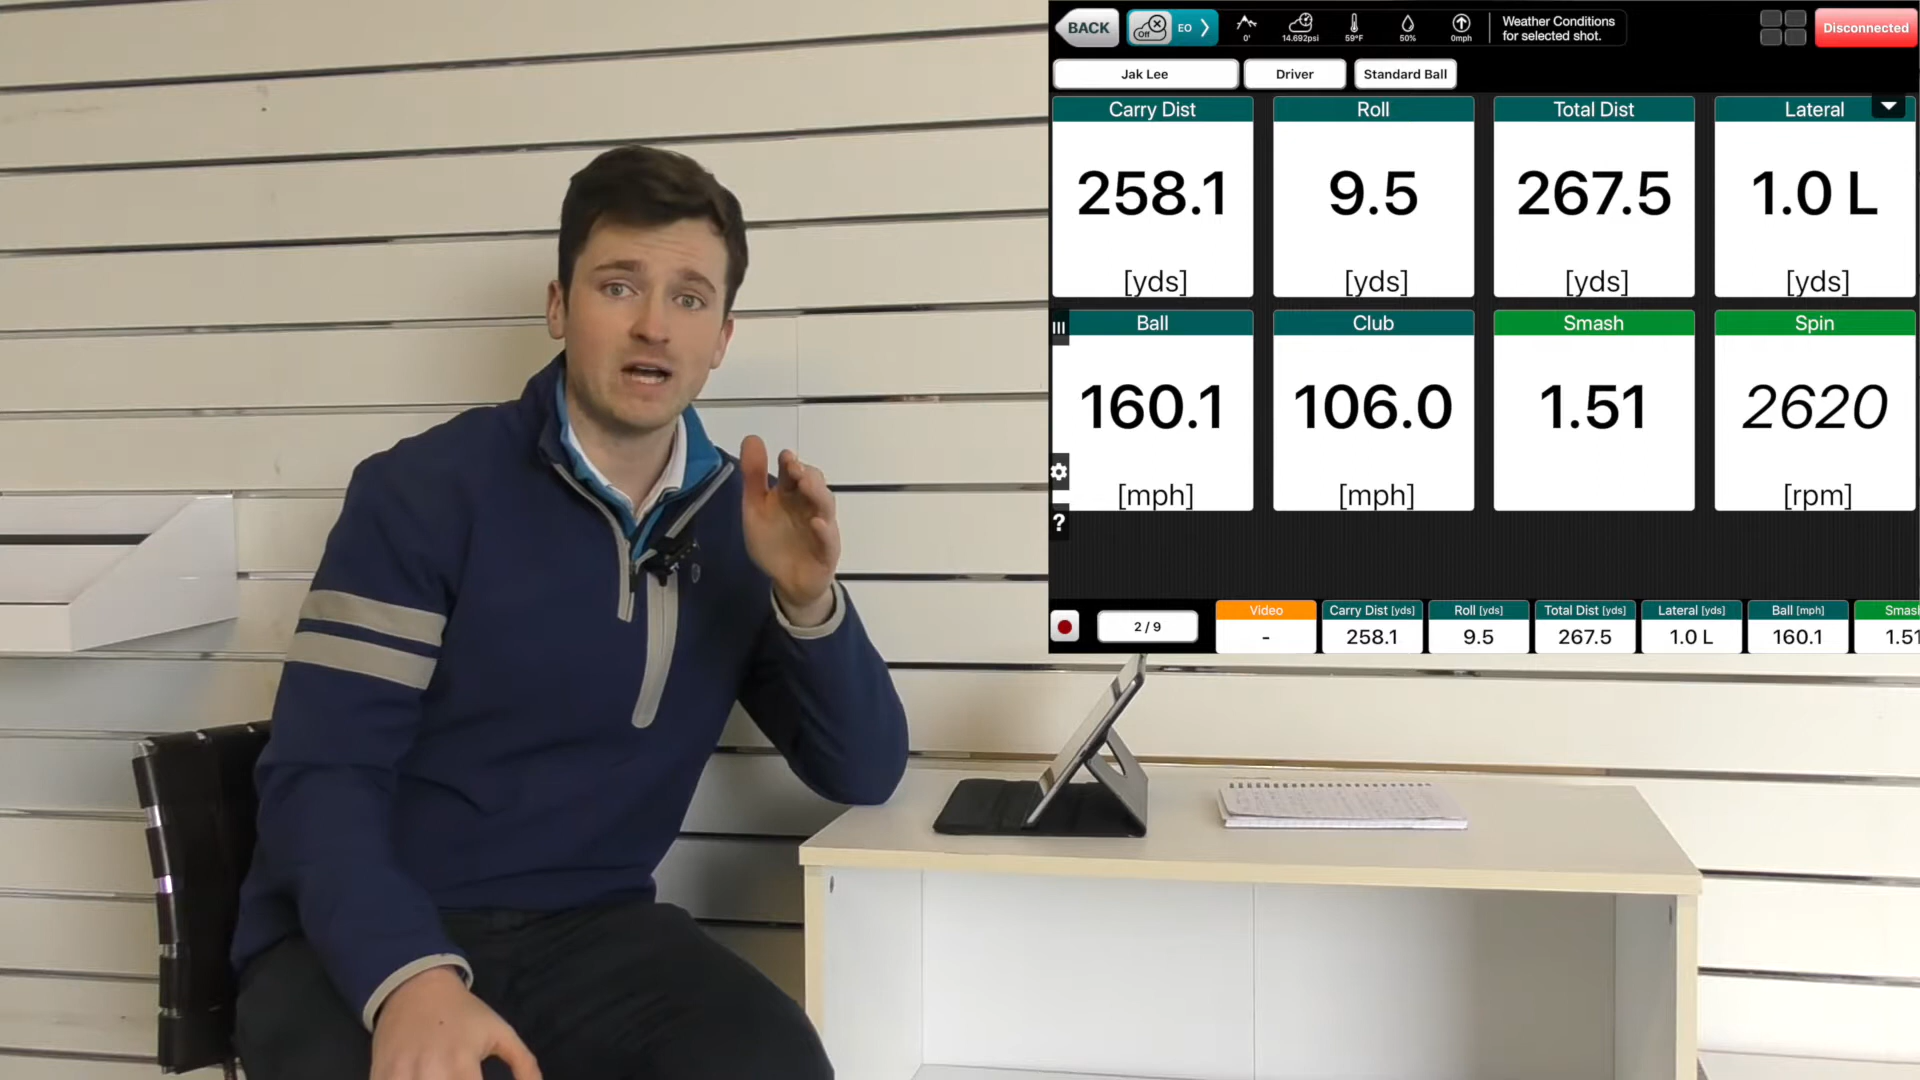 BACK
Off
EO
0'
14.692psi
59°F
50%
0mph
Weather Conditions
for selected shot.
Disconnected
Jak Lee
Driver
Standard Ball
Carry Dist
Roll
Total Dist
Lateral
258.1
9.5
267.5
1.0 L
[yds]
[yds]
[yds]
[yds]
Ball
Club
Smash
Spin
160.1
106.0
1.51
2620
[mph]
[mph]
[rpm]
?
2 / 9
Video
Carry Dist [yds]
Roll [yds]
Total Dist [yds]
Lateral [yds]
Ball [mph]
Smas
-
258.1
9.5
267.5
1.0 L
160.1
1.51